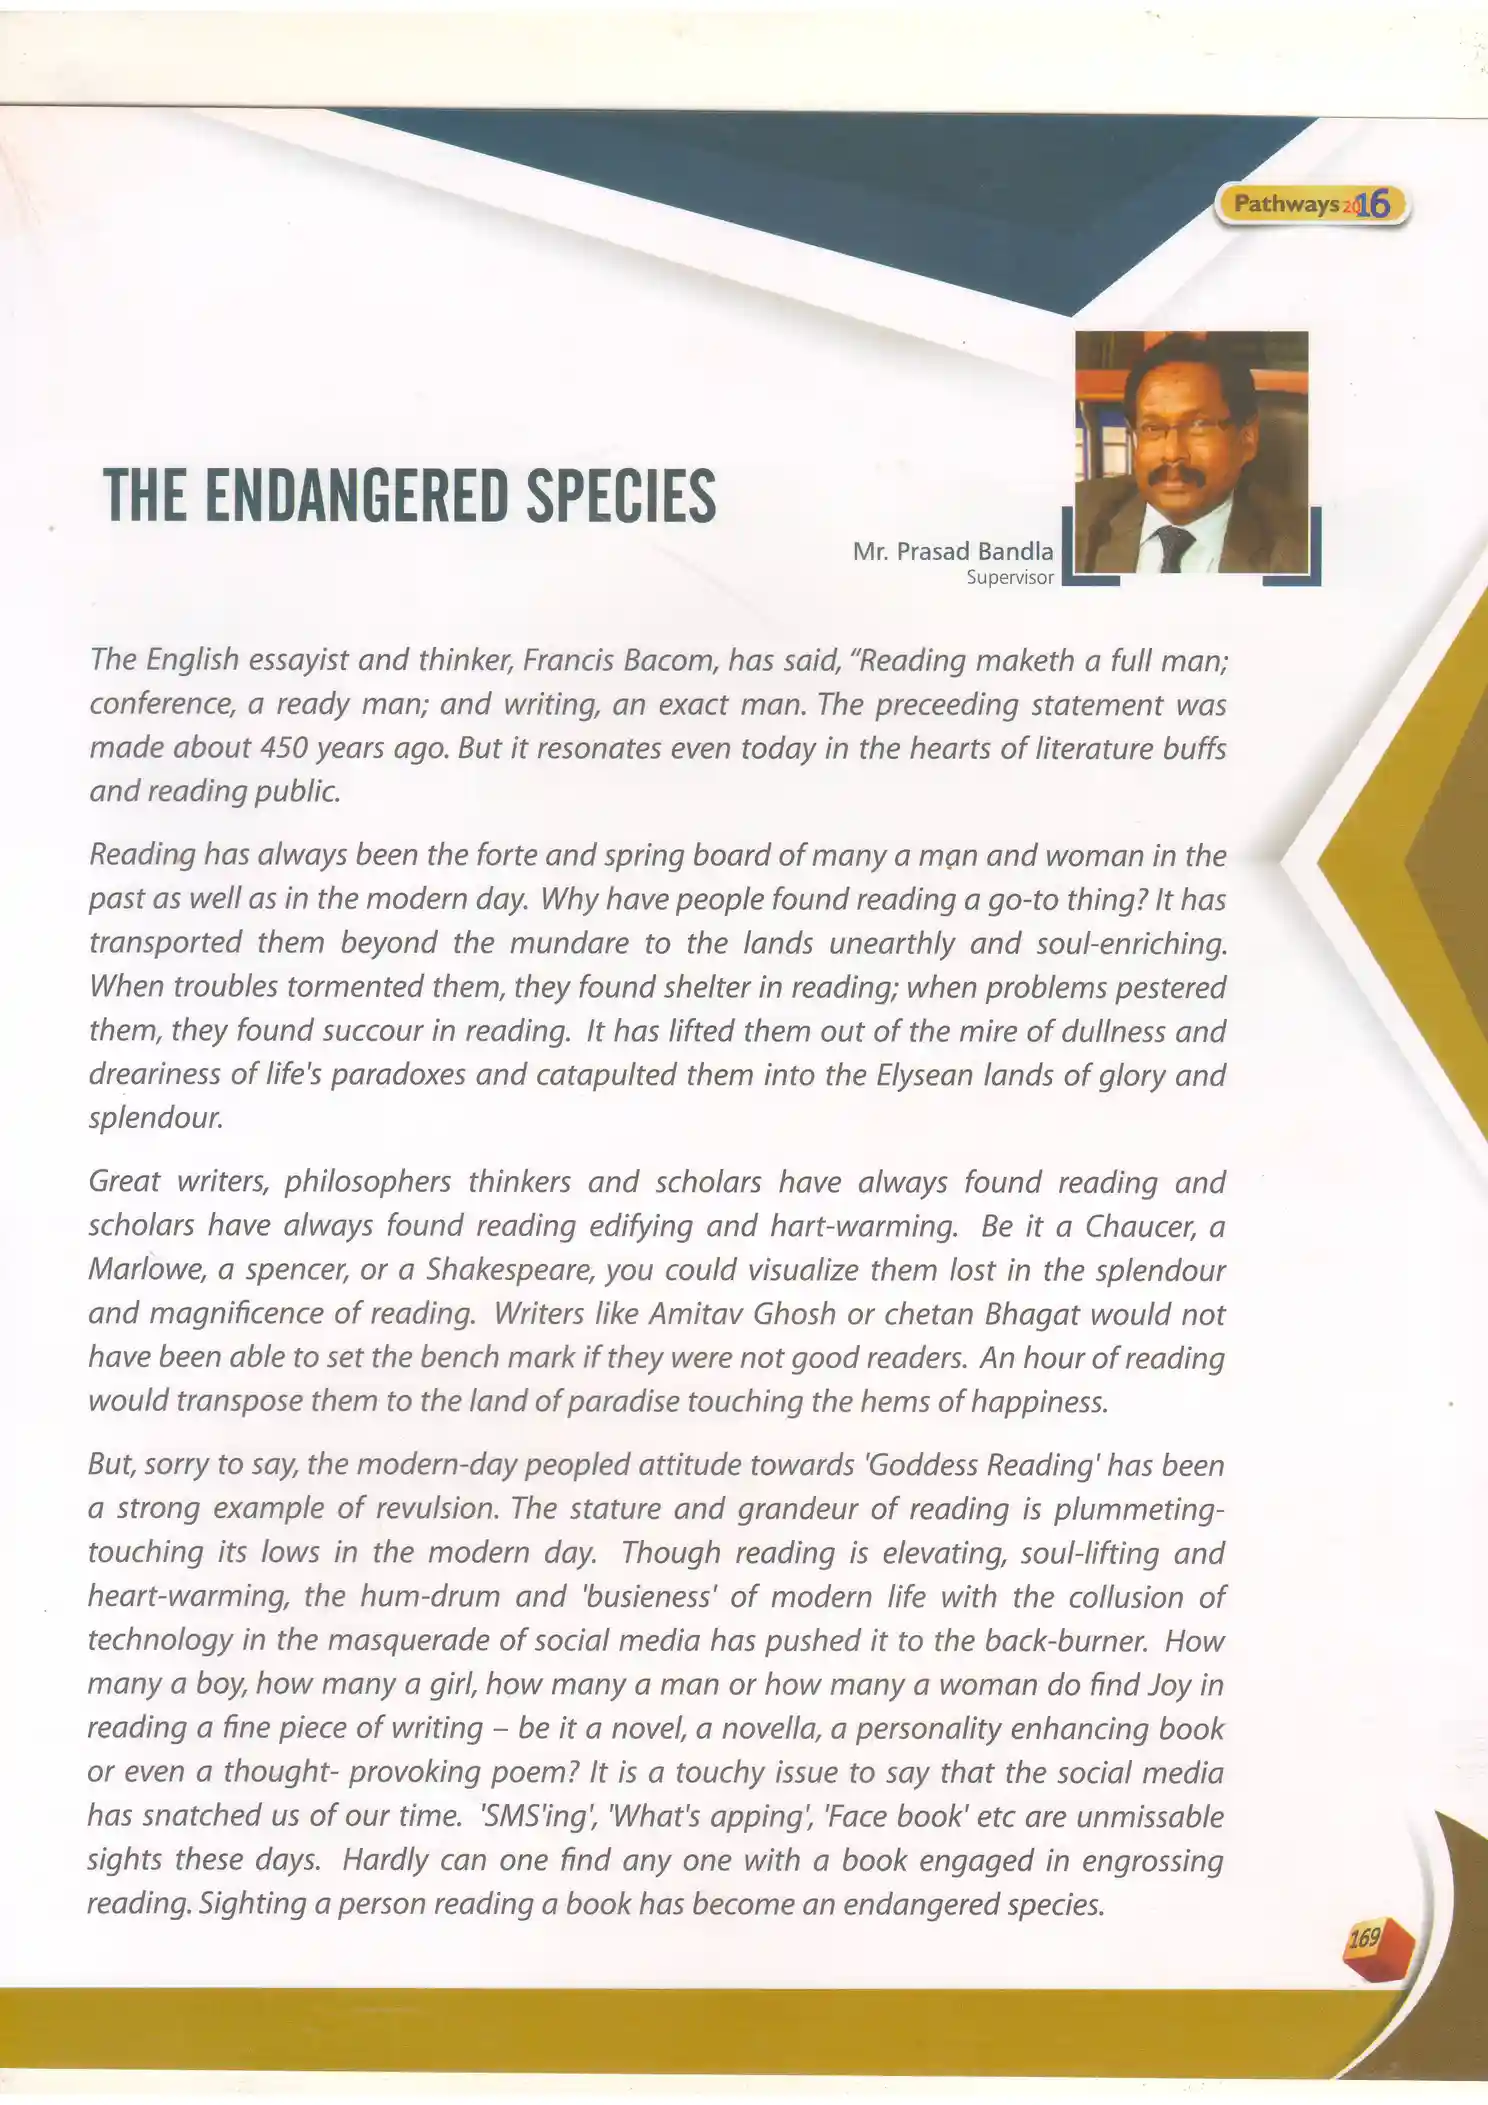 Pathways 2016
THE ENDANGERED SPECIES
Mr. Prasad Bandla
Supervisor
The English essayist and thinker, Francis Bacom, has said, “Reading maketh a full man;
conference, a ready man; and writing, an exact man. The preceeding statement was
made about 450 years ago. But it resonates even today in the hearts of literature buffs
and reading public.
Reading has always been the forte and spring board of many a man and woman in the
past as well as in the modern day. Why have people found reading a go-to thing? It has
transported them beyond the mundare to the lands unearthly and soul-enriching.
When troubles tormented them, they found shelter in reading; when problems pestered
them, they found succour in reading. It has lifted them out of the mire of dullness and
dreariness of life's paradoxes and catapulted them into the Elysean lands of glory and
splendour.
Great writers, philosophers thinkers and scholars have always found reading and
scholars have always found reading edifying and hart-warming. Be it a Chaucer, a
Marlowe, a spencer, or a Shakespeare, you could visualize them lost in the splendour
and magnificence of reading. Writers like Amitav Ghosh or chetan Bhagat would not
have been able to set the bench mark if they were not good readers. An hour of reading
would transpose them to the land of paradise touching the hems of happiness.
But, sorry to say, the modern-day peopled attitude towards 'Goddess Reading' has been
a strong example of revulsion. The stature and grandeur of reading is plummeting-
touching its lows in the modern day. Though reading is elevating, soul-lifting and
heart-warming, the hum-drum and 'busieness' of modern life with the collusion of
technology in the masquerade of social media has pushed it to the back-burner. How
many a boy, how many a girl, how many a man or how many a woman do find Joy in
reading a fine piece of writing – be it a novel, a novella, a personality enhancing book
or even a thought- provoking poem? It is a touchy issue to say that the social media
has snatched us of our time. 'SMS'ing', 'What's apping', 'Face book' etc are unmissable
sights these days. Hardly can one find any one with a book engaged in engrossing
reading. Sighting a person reading a book has become an endangered species.
169